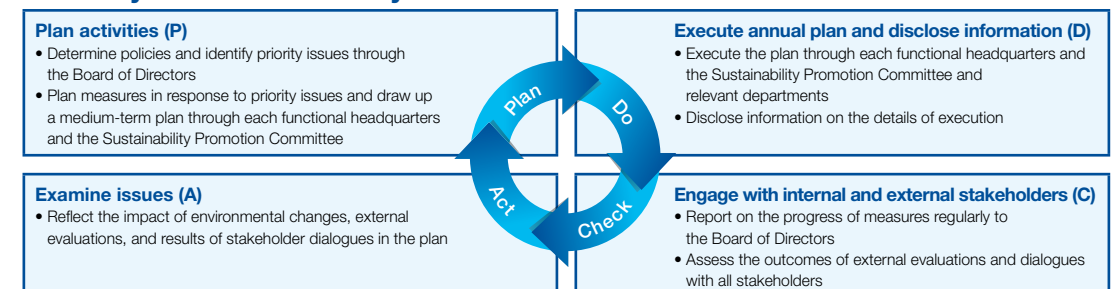 Plan activities (P)
• Determine policies and identify priority issues through
the Board of Directors
• Plan measures in response to priority issues and draw up
a medium-term plan through each functional headquarters
and the Sustainability Promotion Committee
Execute annual plan and disclose information (D)
• Execute the plan through each functional headquarters and
the Sustainability Promotion Committee and
relevant departments
• Disclose information on the details of execution
Plan
Do
Act
Check
Examine issues (A)
• Reflect the impact of environmental changes, external
evaluations, and results of stakeholder dialogues in the plan
Engage with internal and external stakeholders (C)
• Report on the progress of measures regularly to
the Board of Directors
• Assess the outcomes of external evaluations and dialogues
with all stakeholders